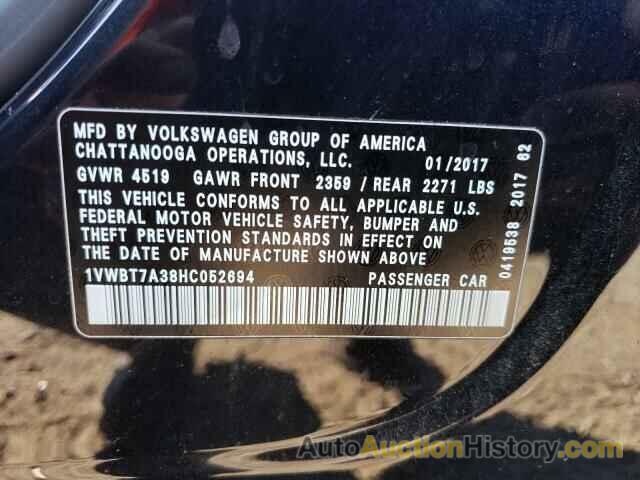 MFD BY VOLKSWAGEN GROUP OF AMERICA
CHATTANOOGA OPERATIONS, LLC. 01/2017
GVWR 4519 GAWR FRONT 2359 / REAR 2271 LBS
THIS VEHICLE CONFORMS TO ALL APPLICABLE U.S.
FEDERAL MOTOR VEHICLE SAFETY, BUMPER AND
THEFT PREVENTION STANDARDS IN EFFECT ON
THE DATE OF MANUFACTURE SHOWN ABOVE
1VWBT7A38HC052694 PASSENGER CAR
0419538 2017 62
AutoAuctionHistory.com